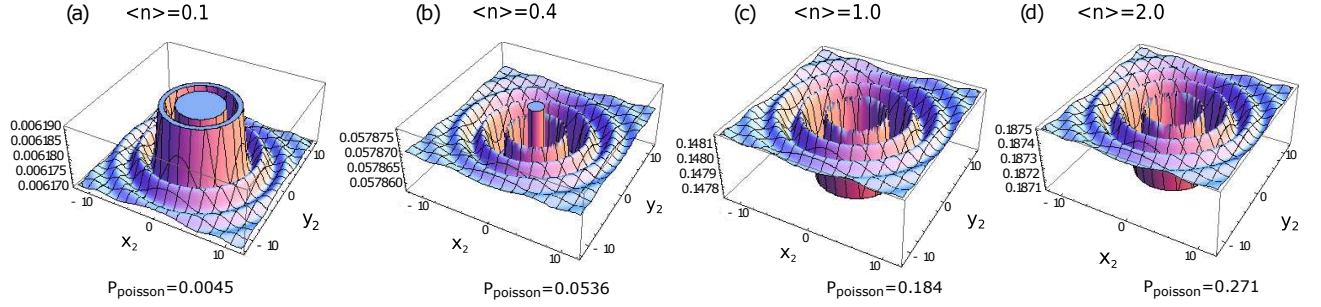 (a) <n>=0.1
0.006190
0.006185
0.006180
0.006175
0.006170
- 10
0
10
x2
- 10
0
10
y2
Ppoisson=0.0045
(b) <n>=0.4
0.057875
0.057870
0.057865
0.057860
- 10
0
10
x2
- 10
0
10
y2
Ppoisson=0.0536
(c) <n>=1.0
0.1481
0.1480
0.1479
0.1478
- 10
0
10
x2
- 10
0
10
y2
Ppoisson=0.184
(d) <n>=2.0
0.1875
0.1874
0.1873
0.1872
0.1871
- 10
0
10
x2
- 10
0
10
y2
Ppoisson=0.271